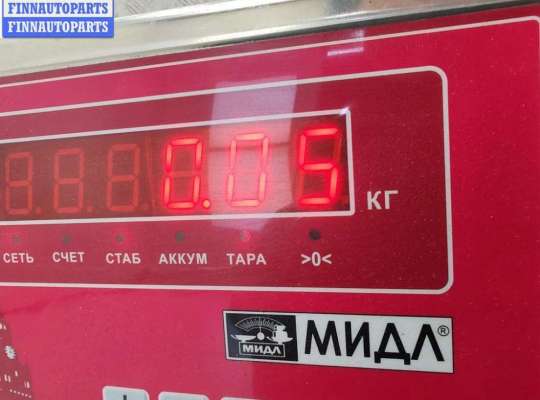 FINNAUTOPARTS
FINNAUTOPARTS
0.05 КГ
СЕТЬ СЧЕТ СТАБ АККУМ ТАРА >0<
МИДЛ МИДЛ®